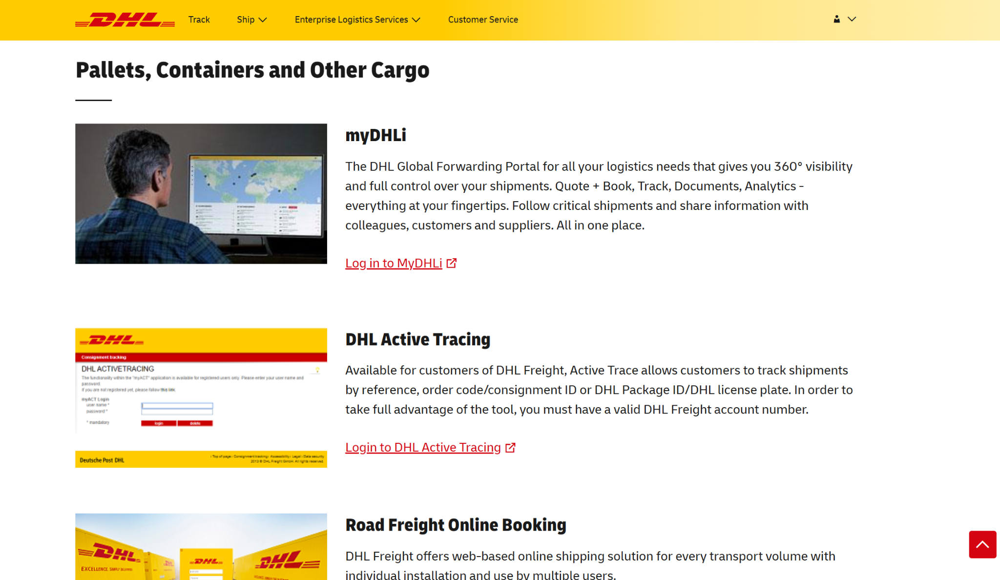 DHL Track Ship Enterprise Logistics Services Customer Service
Pallets, Containers and Other Cargo
myDHLi
The DHL Global Forwarding Portal for all your logistics needs that gives you 360° visibility
and full control over your shipments. Quote + Book, Track, Documents, Analytics -
everything at your fingertips. Follow critical shipments and share information with
colleagues, customers and suppliers. All in one place.
Log in to MyDHLi
DHL
Consignment tracking
DHL ACTIVETRACING
The functionality within the "myACT" application is available for registered users only. Please enter your user name and
password.
If you are not registered yet, please follow this link.
myACT Login
user name *
password *
* mandatory
login delete
Deutsche Post DHL
› Top of page › Consignment tracking › Accessibility › Legal › Data security
2013 © DHL Freight GmbH. All rights reserved.
DHL Active Tracing
Available for customers of DHL Freight, Active Trace allows customers to track shipments
by reference, order code/consignment ID or DHL Package ID/DHL license plate. In order to
take full advantage of the tool, you must have a valid DHL Freight account number.
Login to DHL Active Tracing
DHL
EXCELLENCE. SIMPLY DELIVERED.
DHL
DHL
Road Freight Online Booking
DHL Freight offers web-based online shipping solution for every transport volume with
individual installation and use by multiple users.